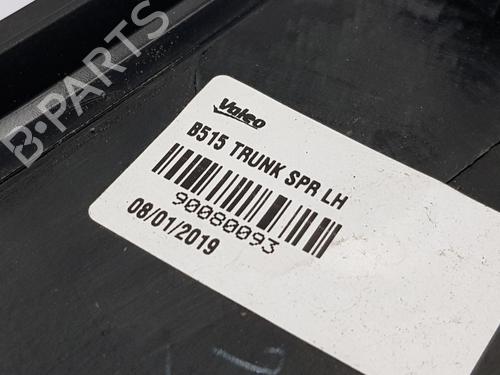 B-PARTS
Valeo
B515 TRUNK SPR LH
90080093
08/01/2019